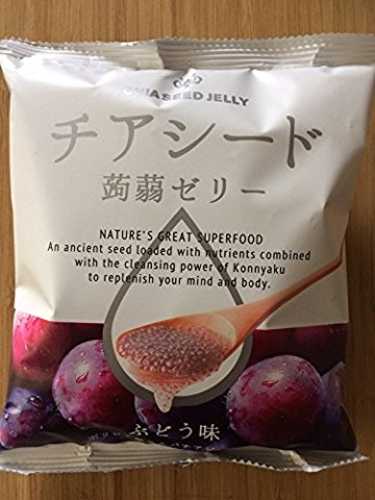 CHIA SEED JELLY
チアシード
蒟蒻ゼリー
NATURE'S GREAT SUPERFOOD
An ancient seed loaded with nutrients combined
with the cleansing power of Konnyaku
to replenish your mind and body.
ぶどう味